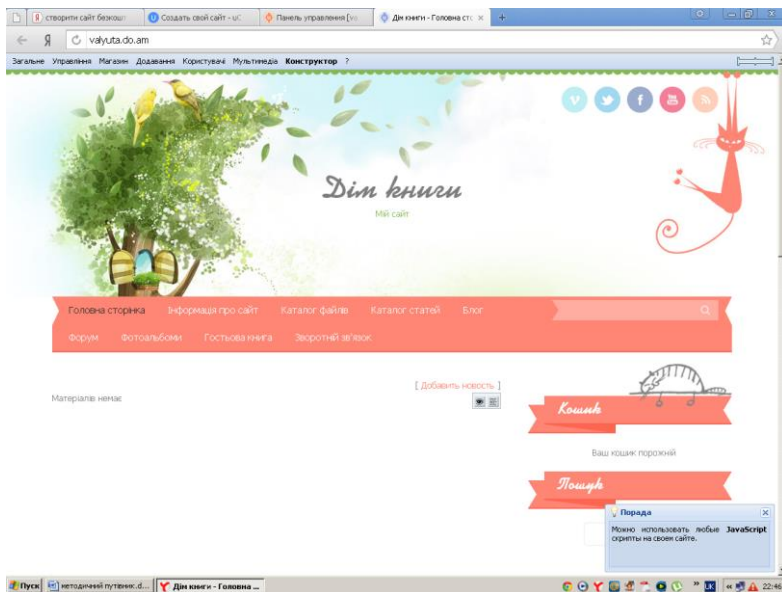 створити сайт безкошт
Создать свой сайт - uC
Панель управления [va
Дім книги - Головна сто
valyuta.do.am
Загальне Управління Магазин Додавання Користувачі Мультимедіа Конструктор ?
Дім книги
Мій сайт
Головна сторінка Інформація про сайт Каталог файлів Каталог статей Блог
Форум Фотоальбоми Гостьова книга Зворотній зв'язок
[ Добавить новость ]
Матеріалів немає
Кошик
Ваш кошик порожній
Пошук
Порада
Можно использовать любые JavaScript
скрипты на своем сайте.
Пуск
методичний путівник.d...
Дім книги - Головна ...
UK
22:46